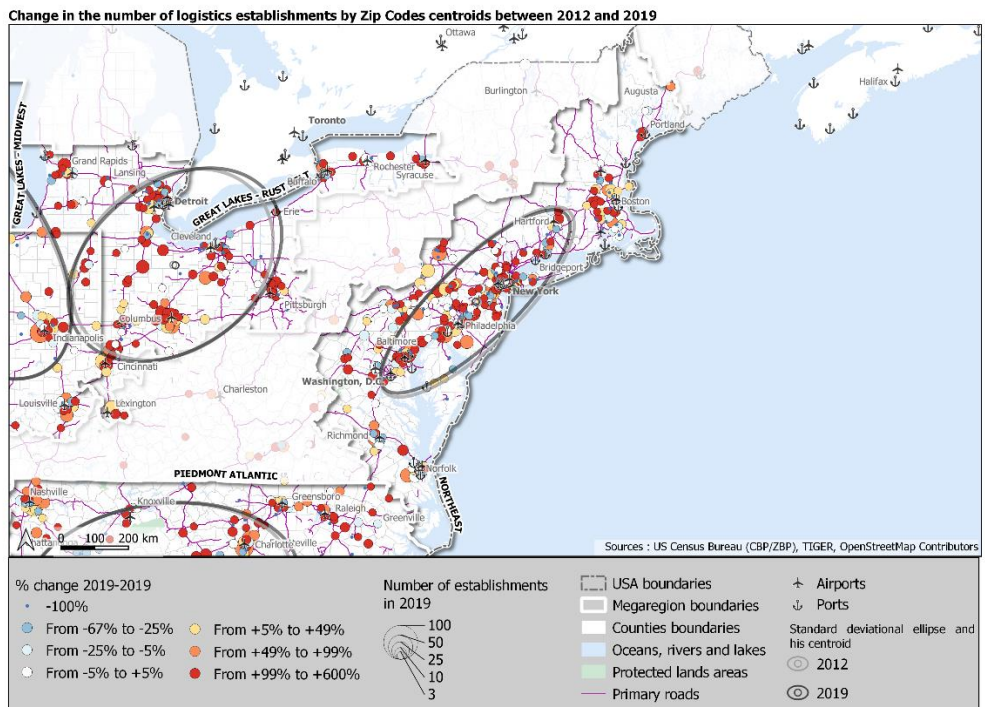 Change in the number of logistics establishments by Zip Codes centroids between 2012 and 2019
Ottawa
Halifax
Burlington
Augusta
Portland
Toronto
GREAT LAKES - MIDWEST
Grand Rapids
Lansing
Rochester
Syracuse
Buffalo
GREAT LAKES - RUST BELT
Detroit
Boston
Erie
Hartford
Cleveland
Bridgeport
New York
Pittsburgh
Columbus
Philadelphia
Indianapolis
Baltimore
Cincinnati
Washington, D.C.
Charleston
Louisville
Lexington
Richmond
Norfolk
PIEDMONT ATLANTIC
NORTHEAST
Nashville
Knoxville
Greensboro
Raleigh
Greenville
hattan
Charlotte
eville
0 100 200 km
Sources : US Census Bureau (CBP/ZBP), TIGER, OpenStreetMap Contributors
% change 2019-2019
-100%
From -67% to -25%
From -25% to -5%
From -5% to +5%
From +5% to +49%
From +49% to +99%
From +99% to +600%
Number of establishments
in 2019
100
50
25
10
3
USA boundaries
Megaregion boundaries
Counties boundaries
Oceans, rivers and lakes
Protected lands areas
Primary roads
Airports
Ports
Standard deviational ellipse and
his centroid
2012
2019